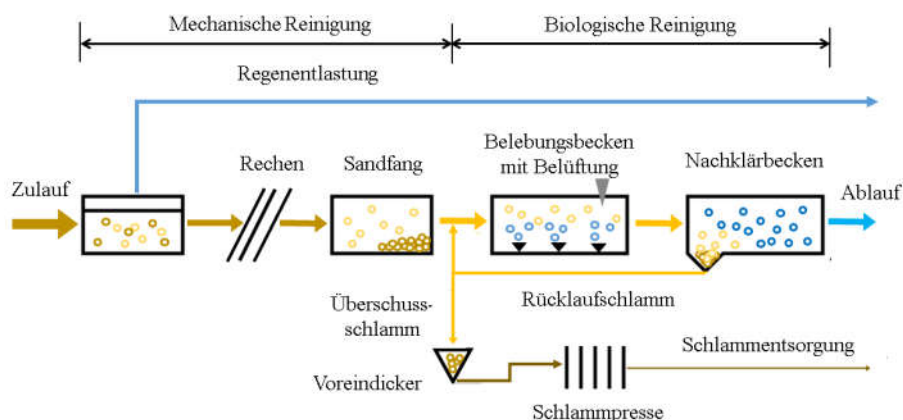 Mechanische Reinigung
Biologische Reinigung
Regenentlastung
Zulauf
Rechen
Sandfang
Belebungsbecken
mit Belüftung
Nachklärbecken
Ablauf
Überschuss-
schlamm
Rücklaufschlamm
Voreindicker
Schlammpresse
Schlammentsorgung